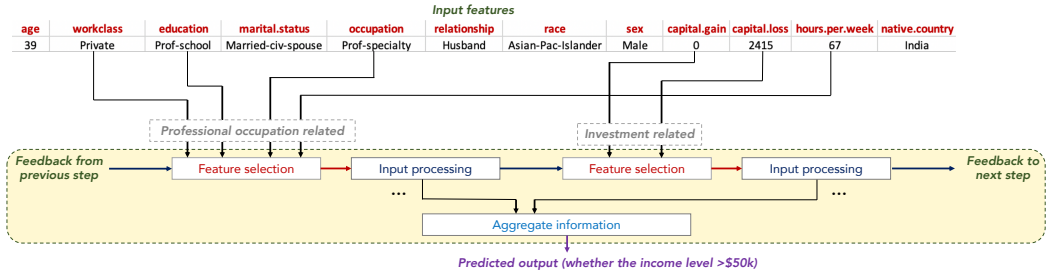 Input features
age workclass education marital.status occupation relationship race sex capital.gain capital.loss hours.per.week native.country
39 Private Prof-school Married-civ-spouse Prof-specialty Husband Asian-Pac-Islander Male 0 2415 67 India
Professional occupation related
Investment related
Feedback from
previous step
Feature selection
Input processing
Feature selection
Input processing
Feedback to
next step
...
...
Aggregate information
Predicted output (whether the income level >$50k)